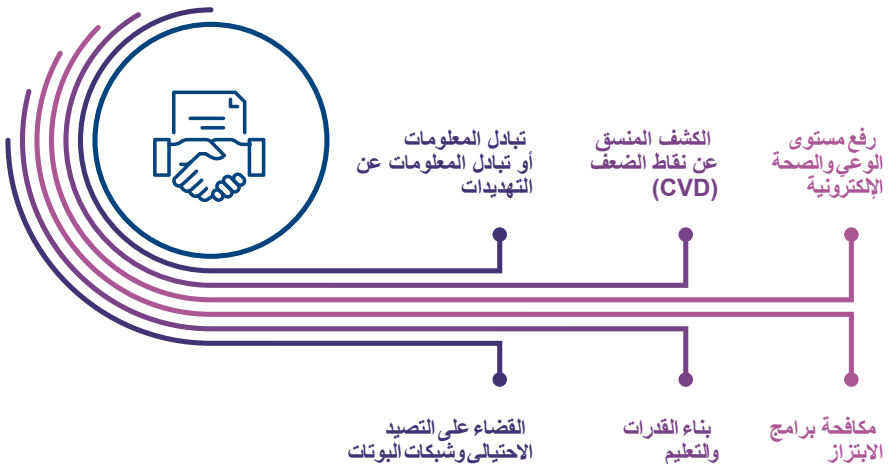 رفع مستوى
الوعي والصحة
الإلكترونية
الكشف المنسق
عن نقاط الضعف
(CVD)
تبادل المعلومات
أو تبادل المعلومات عن
التهديدات
مكافحة برامج
الابتزاز
بناء القدرات
والتعليم
القضاء على التصيد
الاحتيالي وشبكات البوتات